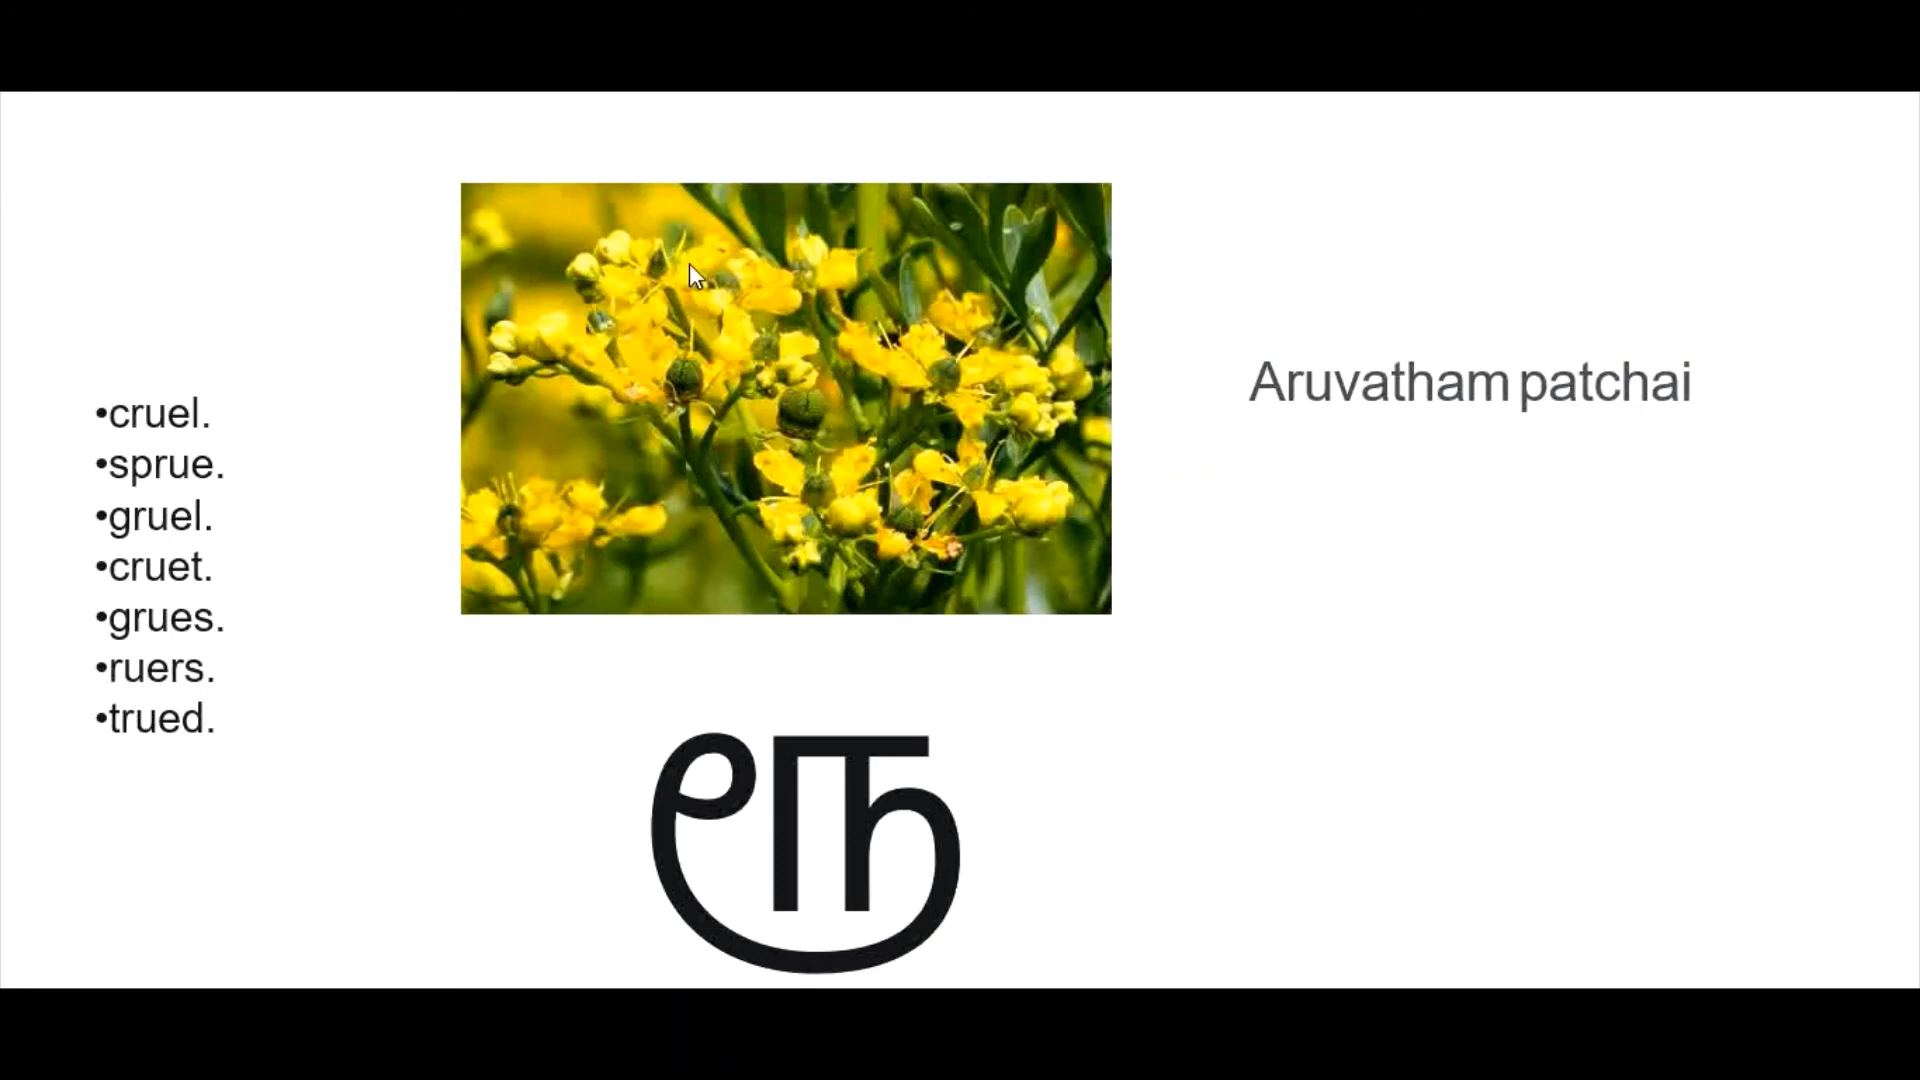 •cruel.
•sprue.
•gruel.
•cruet.
•grues.
•ruers.
•trued.
Aruvatham patchai
ரூ